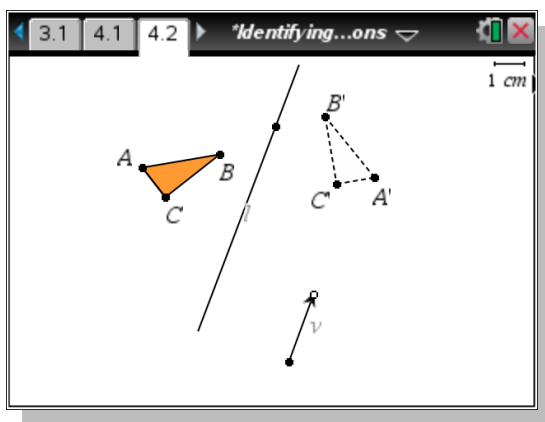 3.1 4.1 4.2 *Identifying...ons
1 cm
B'
A
B
C
C'
A'
l
v